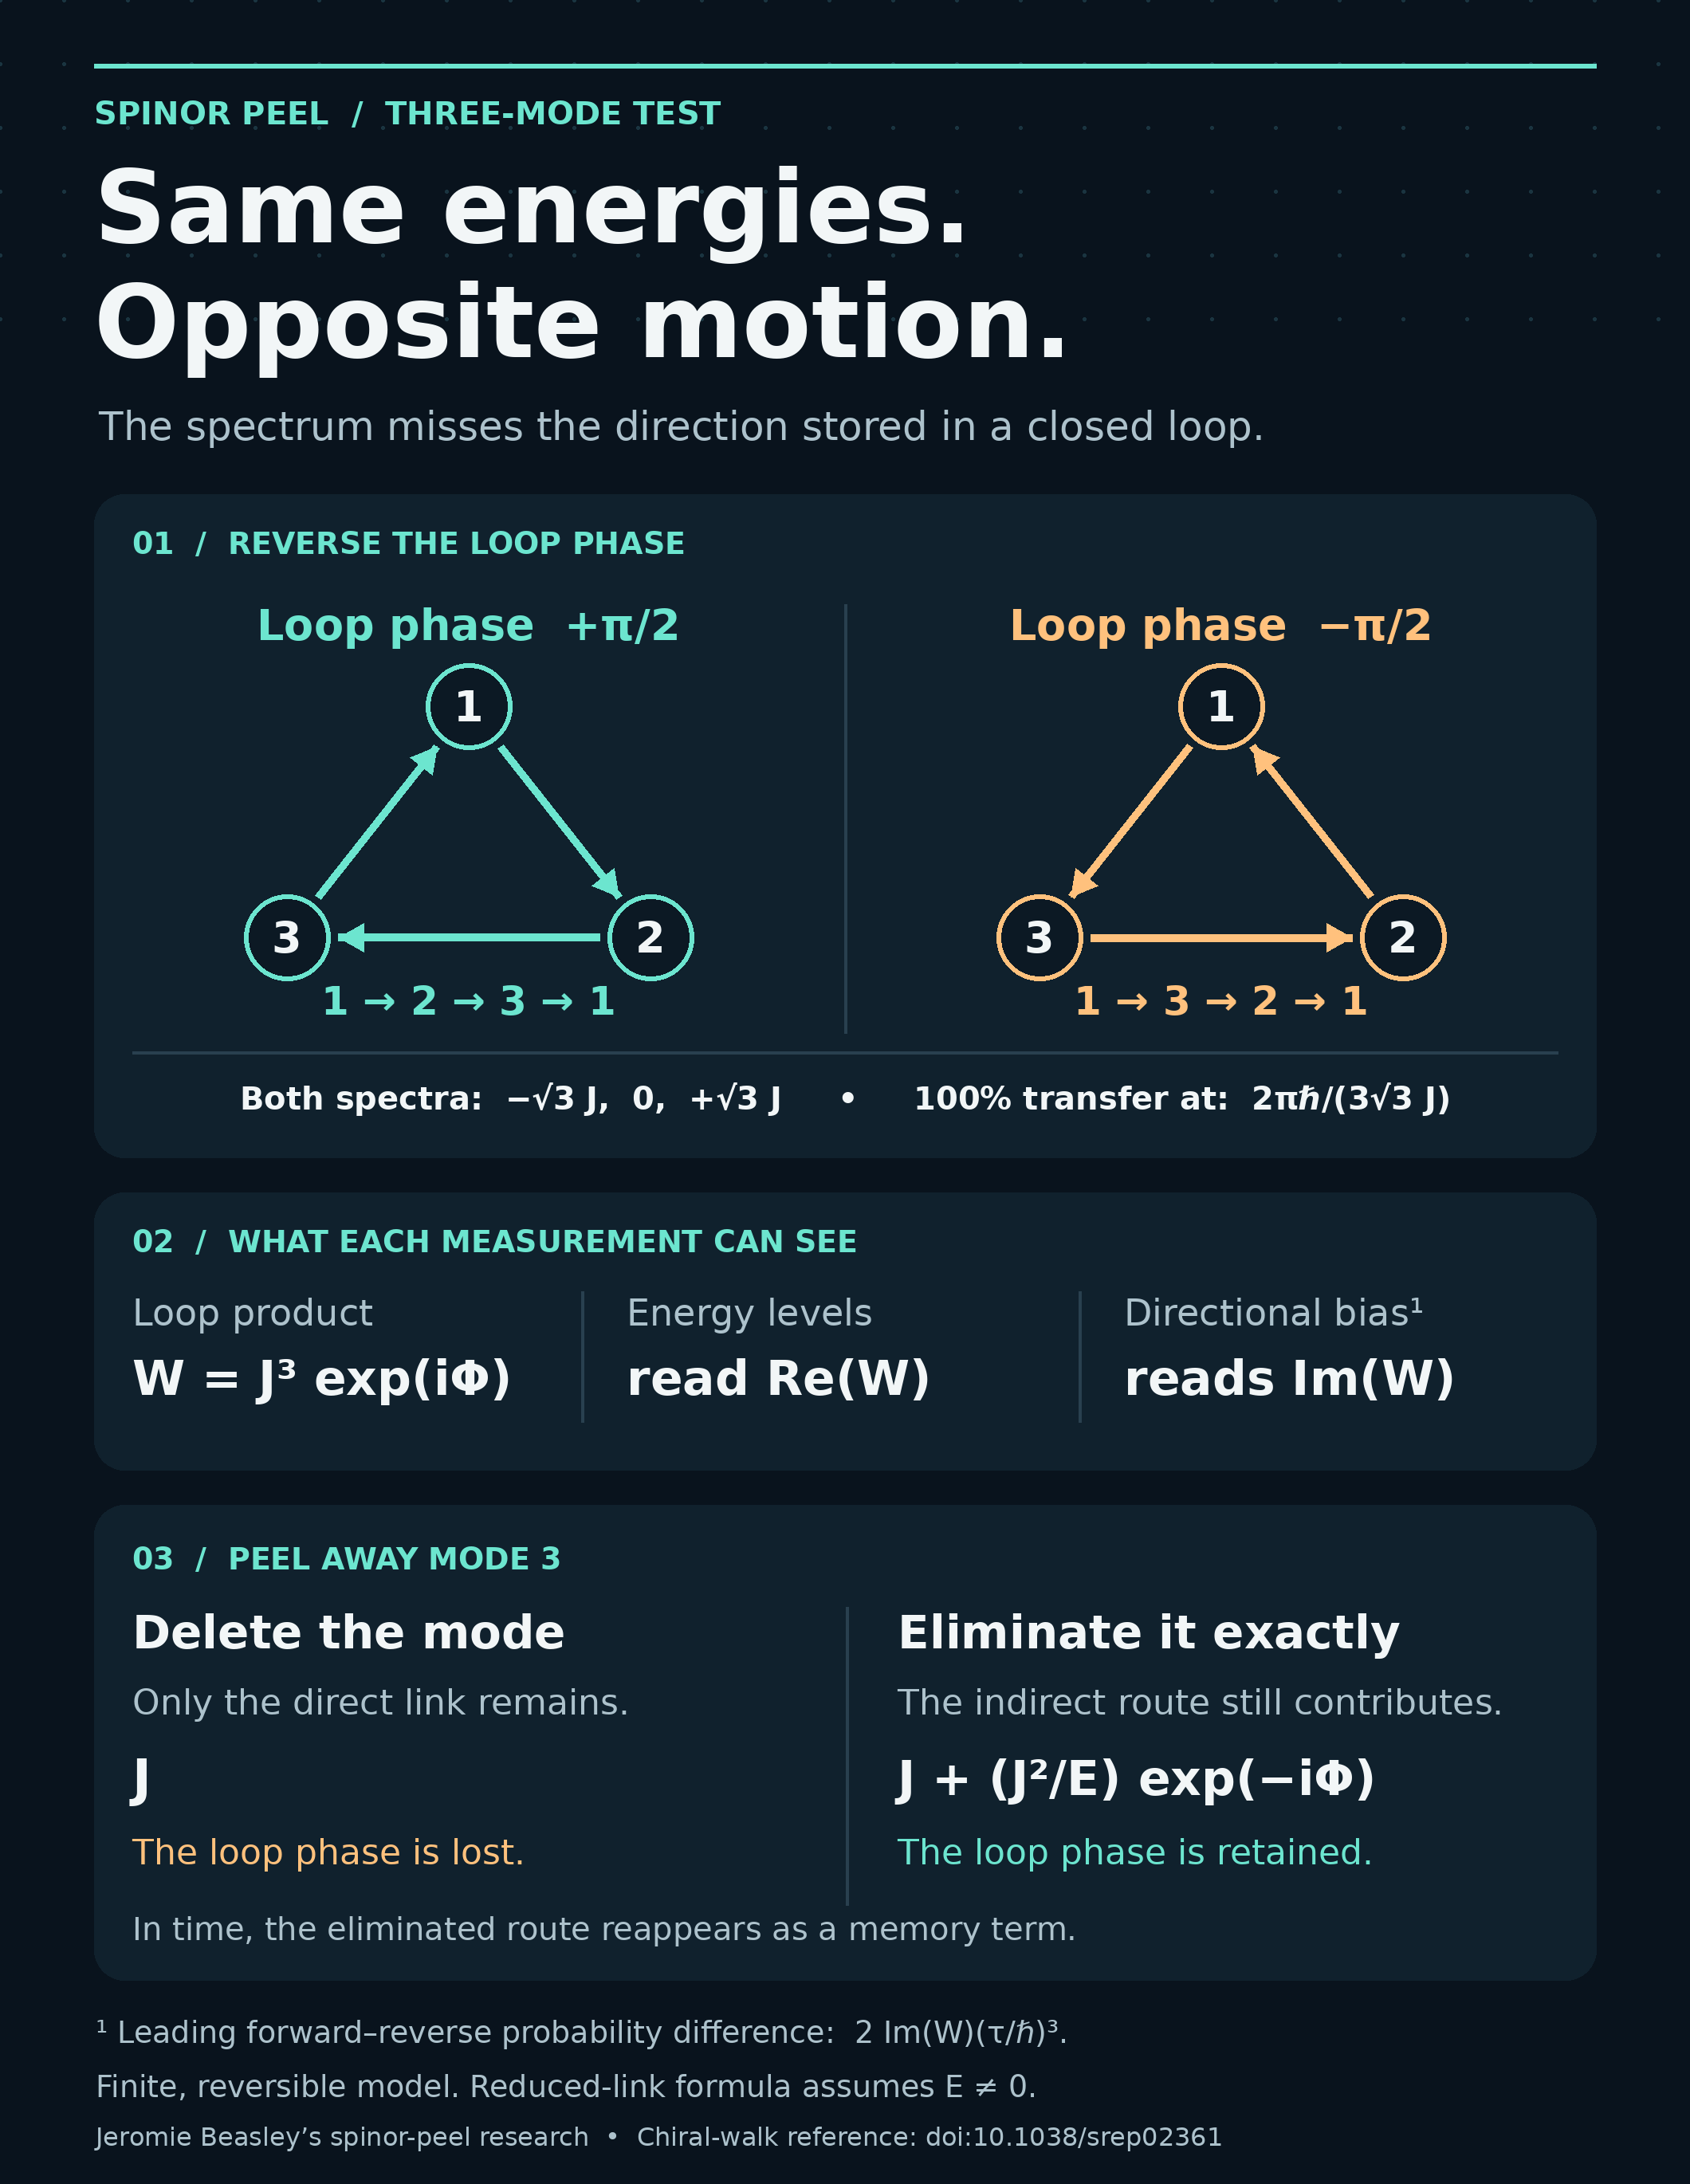 SPINOR PEEL / THREE-MODE TEST
Same energies.
Opposite motion.
The spectrum misses the direction stored in a closed loop.
01 / REVERSE THE LOOP PHASE
Loop phase +π/2
1
3
2
1 → 2 → 3 → 1
Loop phase −π/2
1
3
2
1 → 3 → 2 → 1
Both spectra: −√3 J, 0, +√3 J • 100% transfer at: 2πℏ/(3√3 J)
02 / WHAT EACH MEASUREMENT CAN SEE
Loop product
W = J³ exp(iΦ)
Energy levels
read Re(W)
Directional bias¹
reads Im(W)
03 / PEEL AWAY MODE 3
Delete the mode
Only the direct link remains.
J
The loop phase is lost.
Eliminate it exactly
The indirect route still contributes.
J + (J²/E) exp(−iΦ)
The loop phase is retained.
In time, the eliminated route reappears as a memory term.
¹ Leading forward–reverse probability difference: 2 Im(W)(τ/ℏ)³.
Finite, reversible model. Reduced-link formula assumes E ≠ 0.
Jeromie Beasley’s spinor-peel research • Chiral-walk reference: doi:10.1038/srep02361